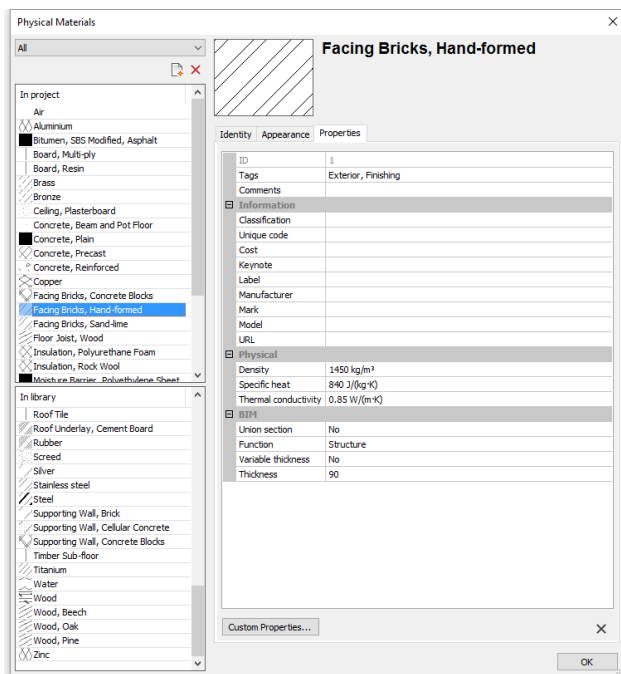 Physical Materials
All
In project
Air
Aluminium
Bitumen, SBS Modified, Asphalt
Board, Multi-ply
Board, Resin
Brass
Bronze
Ceiling, Plasterboard
Concrete, Beam and Pot Floor
Concrete, Plain
Concrete, Precast
Concrete, Reinforced
Copper
Facing Bricks, Concrete Blocks
Facing Bricks, Hand-formed
Facing Bricks, Sand-lime
Floor Joist, Wood
Insulation, Polyurethane Foam
Insulation, Rock Wool
Moisture Barrier, Polyethylene Sheet
In library
Roof Tile
Roof Underlay, Cement Board
Rubber
Screed
Silver
Stainless steel
Steel
Supporting Wall, Brick
Supporting Wall, Cellular Concrete
Supporting Wall, Concrete Blocks
Timber Sub-floor
Titanium
Water
Wood
Wood, Beech
Wood, Oak
Wood, Pine
Zinc
Facing Bricks, Hand-formed
Identity Appearance Properties
ID 1
Tags Exterior, Finishing
Comments
Information
Classification
Unique code
Cost
Keynote
Label
Manufacturer
Mark
Model
URL
Physical
Density 1450 kg/m³
Specific heat 840 J/(kg·K)
Thermal conductivity 0.85 W/(m·K)
BIM
Union section No
Function Structure
Variable thickness No
Thickness 90
Custom Properties...
OK